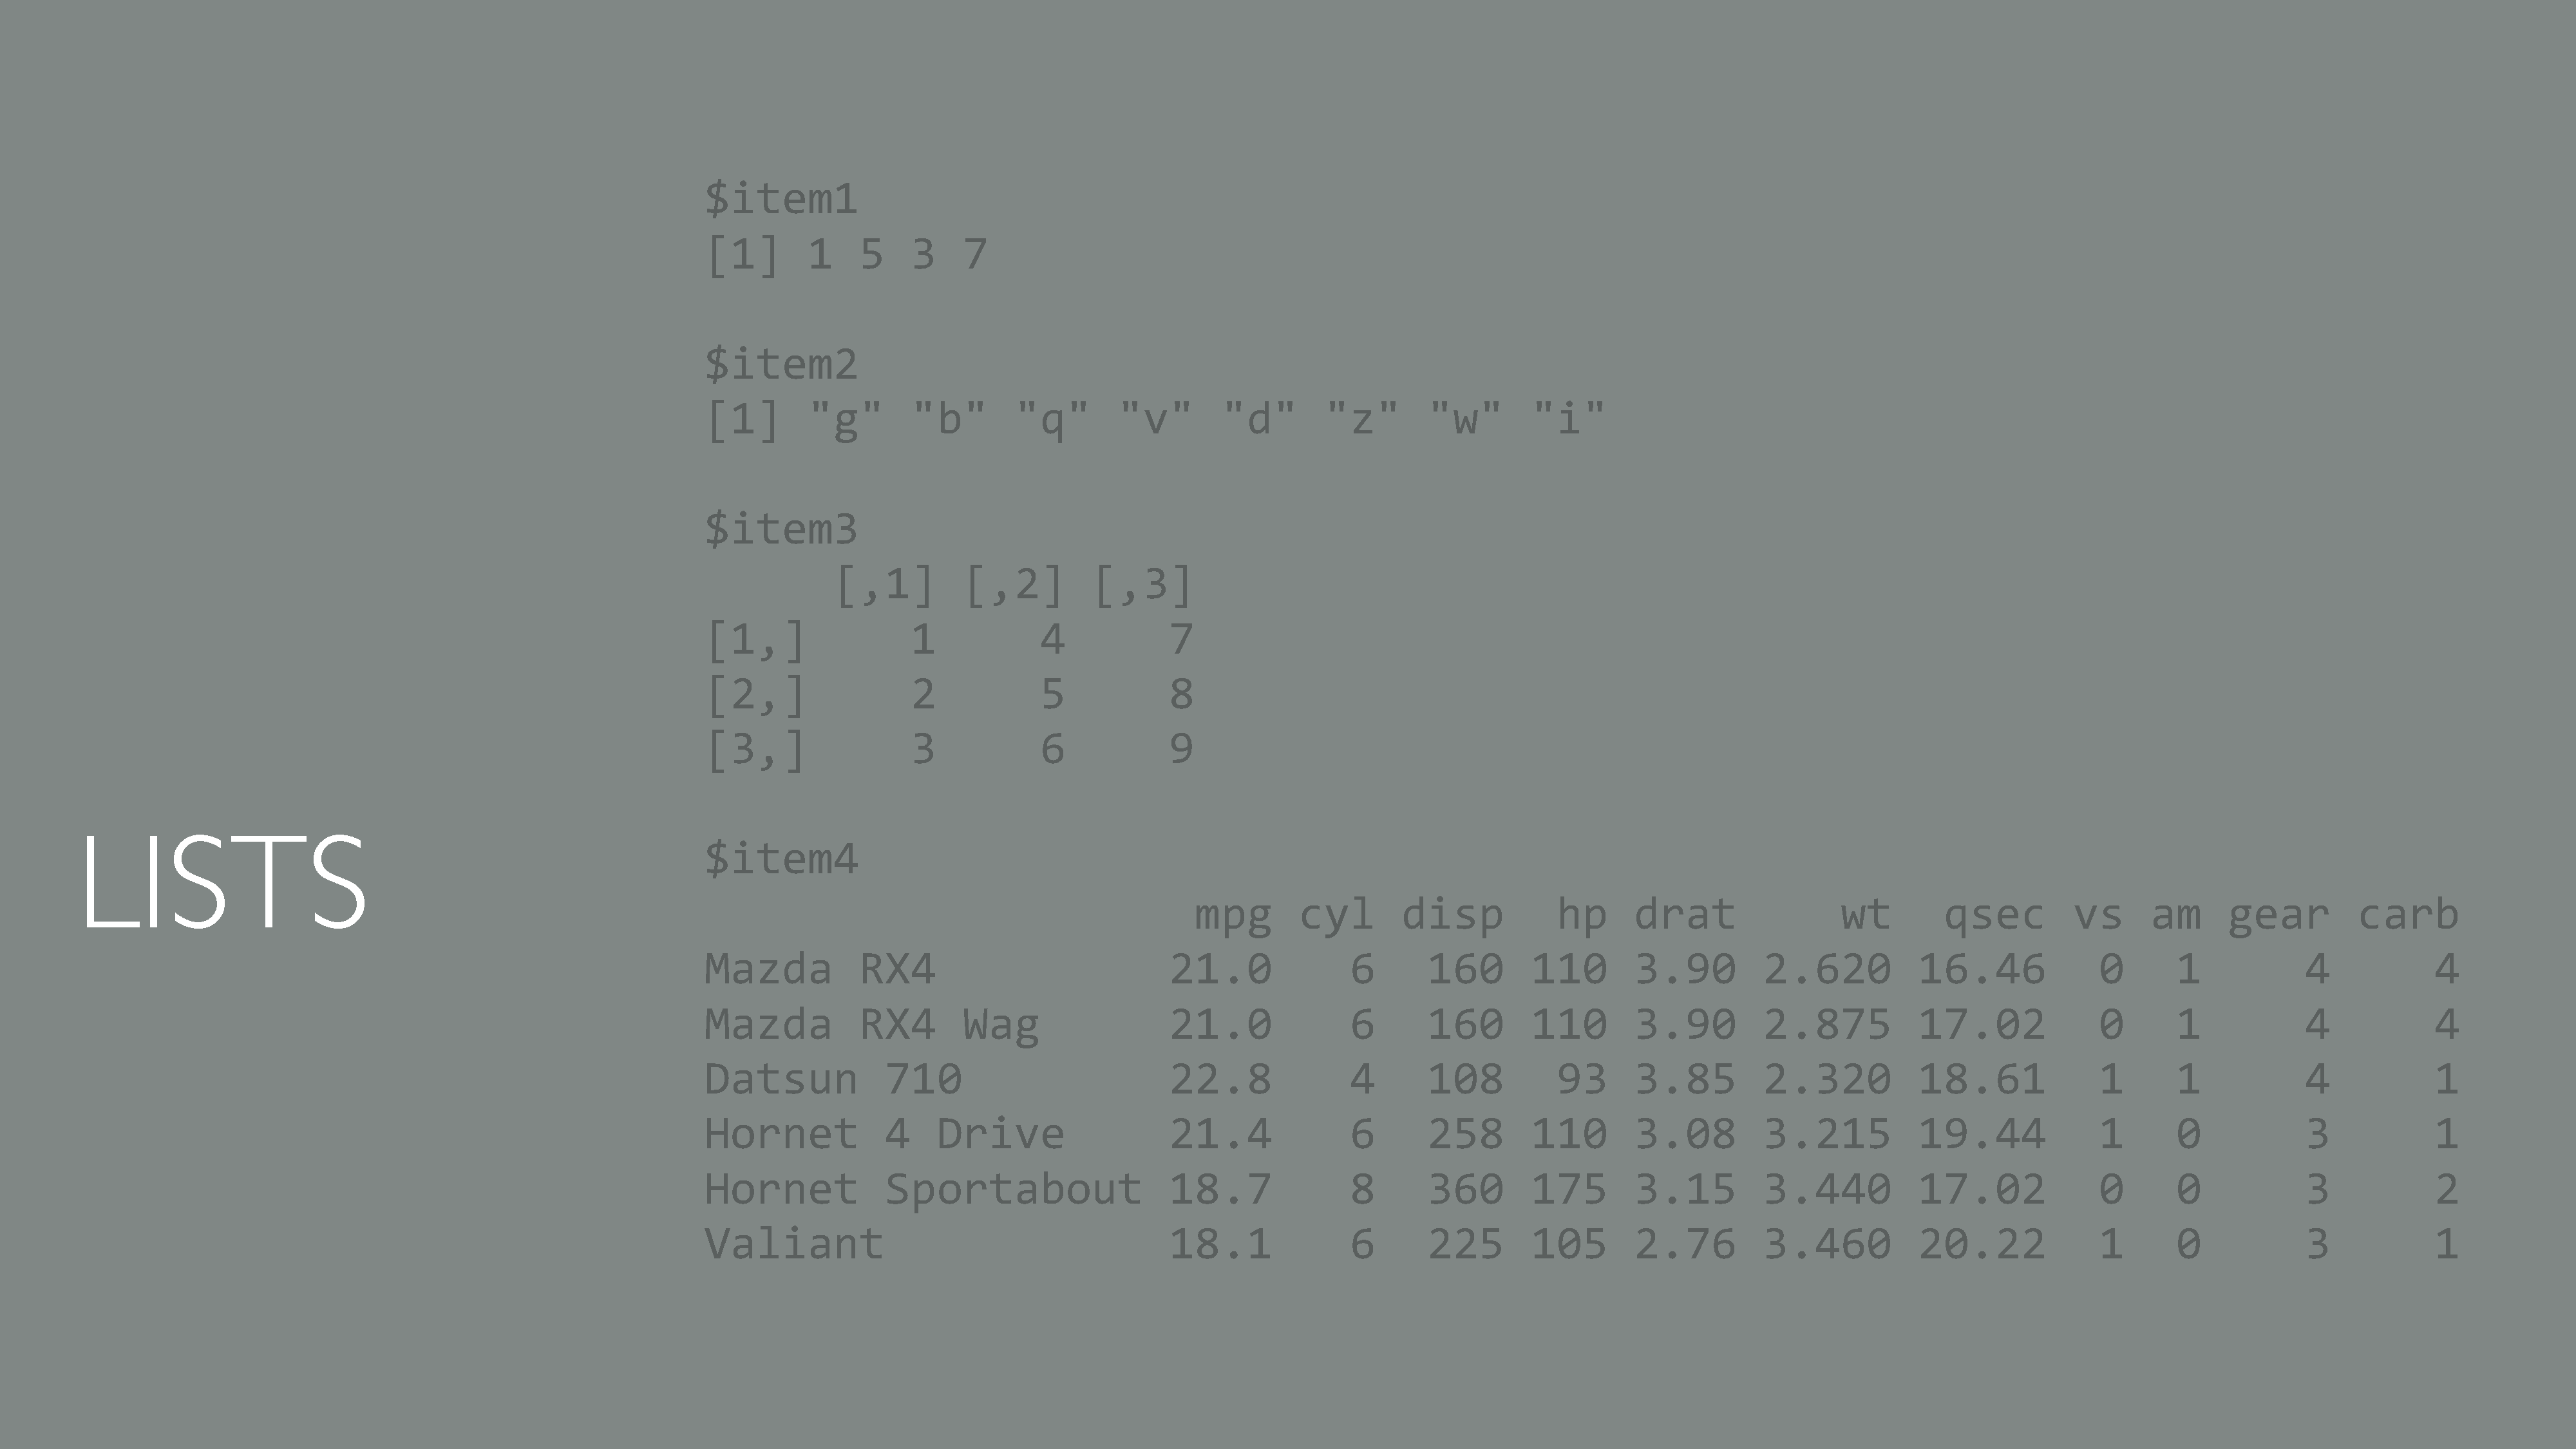 $item1
[1] 1 5 3 7
$item2
[1] "g" "b" "q" "v" "d" "z" "w" "i"
$item3
     [,1] [,2] [,3]
[1,]    1    4    7
[2,]    2    5    8
[3,]    3    6    9
LISTS
$item4
                   mpg cyl disp  hp drat    wt  qsec vs am gear carb
Mazda RX4         21.0   6  160 110 3.90 2.620 16.46  0  1    4    4
Mazda RX4 Wag     21.0   6  160 110 3.90 2.875 17.02  0  1    4    4
Datsun 710        22.8   4  108  93 3.85 2.320 18.61  1  1    4    1
Hornet 4 Drive    21.4   6  258 110 3.08 3.215 19.44  1  0    3    1
Hornet Sportabout 18.7   8  360 175 3.15 3.440 17.02  0  0    3    2
Valiant           18.1   6  225 105 2.76 3.460 20.22  1  0    3    1